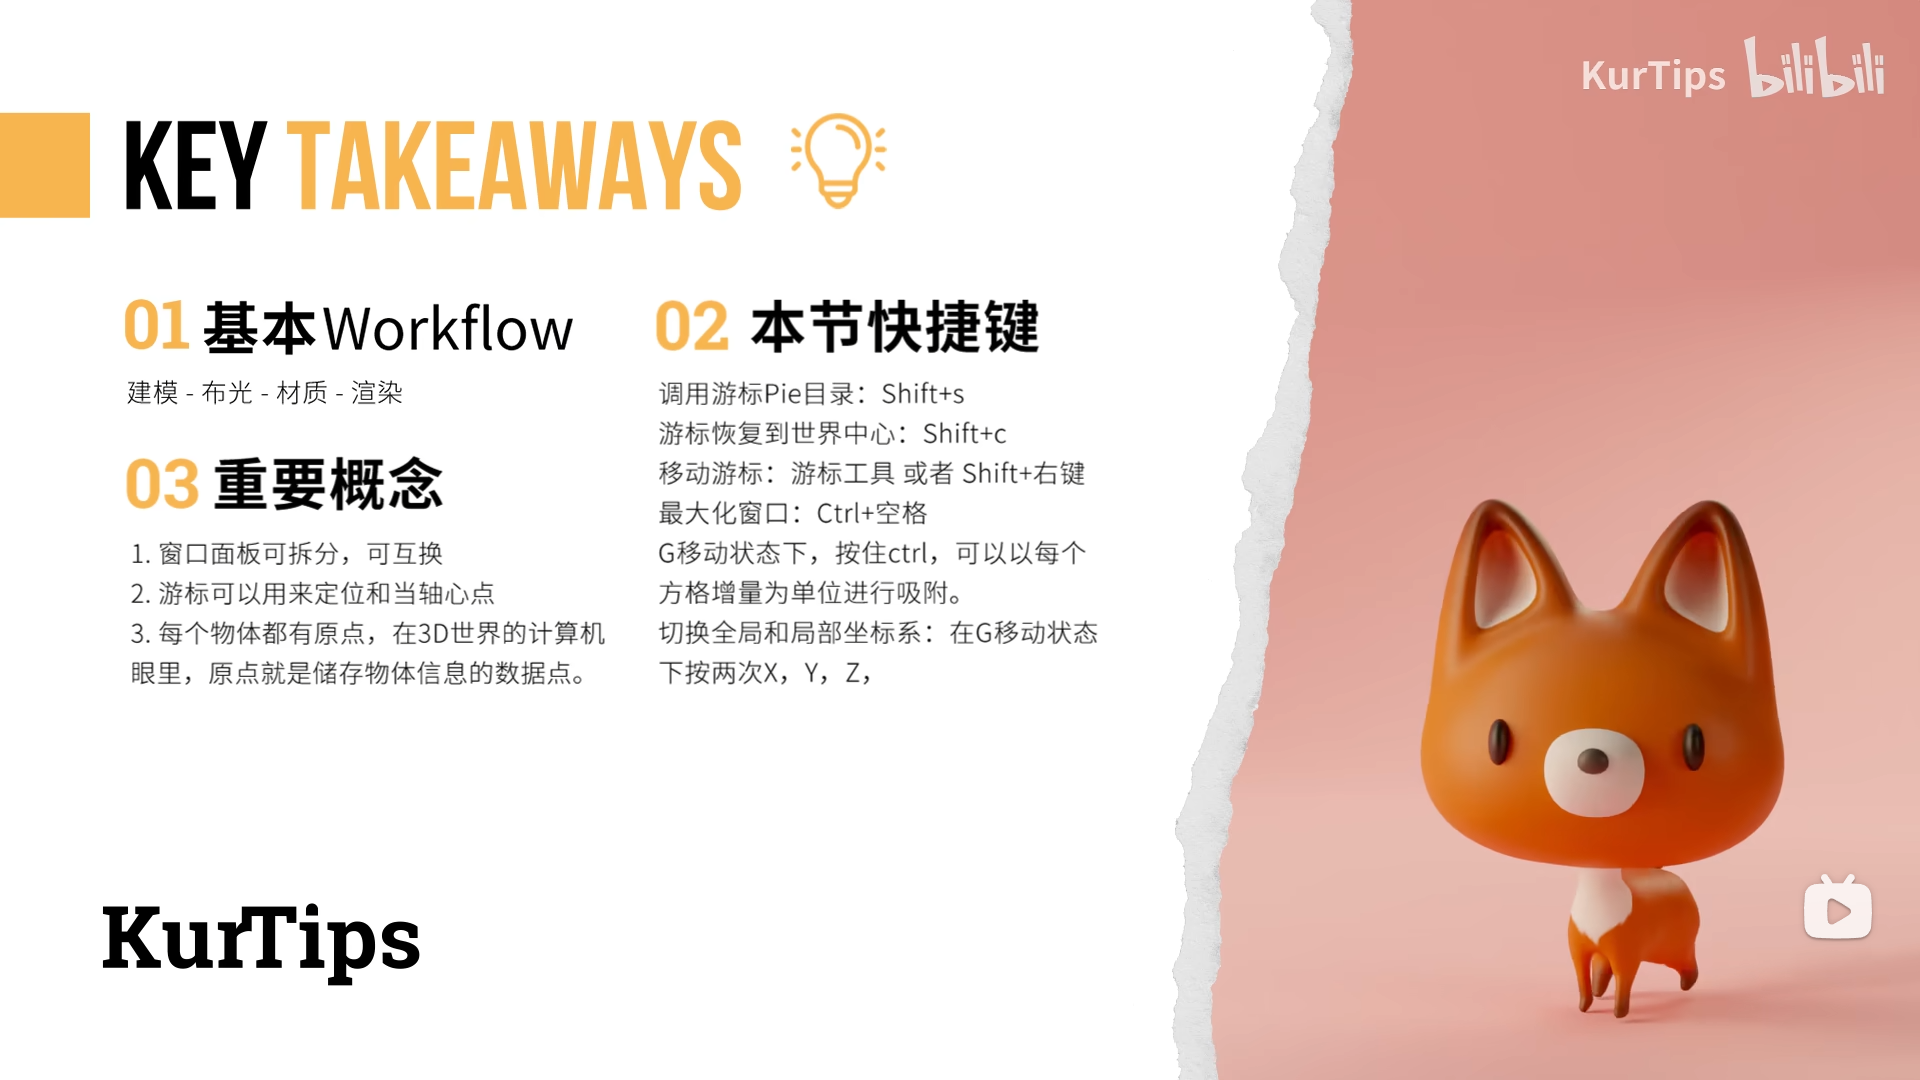 KurTips bilibili
KEY TAKEAWAYS
01 基本Workflow
建模 - 布光 - 材质 - 渲染
02 本节快捷键
调用游标Pie目录：Shift+s
游标恢复到世界中心：Shift+c
移动游标：游标工具 或者 Shift+右键
最大化窗口：Ctrl+空格
G移动状态下，按住ctrl，可以以每个
方格增量为单位进行吸附。
切换全局和局部坐标系：在G移动状态
下按两次X，Y，Z，
03 重要概念
1. 窗口面板可拆分，可互换
2. 游标可以用来定位和当轴心点
3. 每个物体都有原点，在3D世界的计算机
眼里，原点就是储存物体信息的数据点。
KurTips